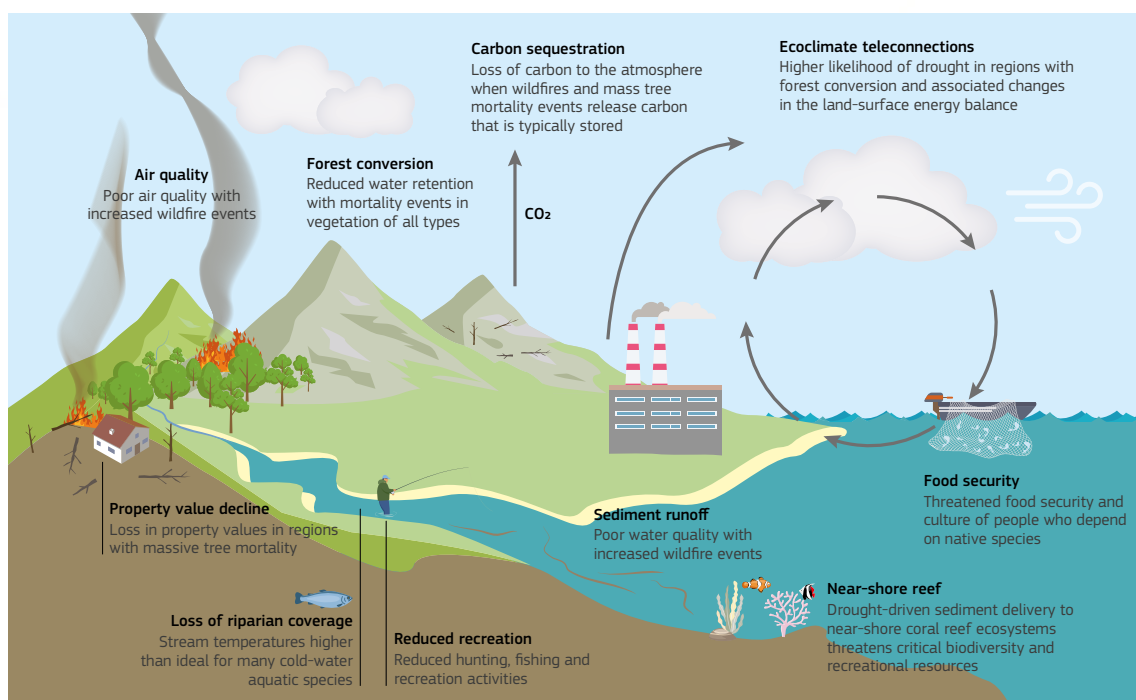 Carbon sequestration
Loss of carbon to the atmosphere
when wildfires and mass tree
mortality events release carbon
that is typically stored
Ecoclimate teleconnections
Higher likelihood of drought in regions with
forest conversion and associated changes
in the land-surface energy balance
Air quality
Poor air quality with
increased wildfire events
Forest conversion
Reduced water retention
with mortality events in
vegetation of all types
CO₂
Property value decline
Loss in property values in regions
with massive tree mortality
Sediment runoff
Poor water quality with
increased wildfire events
Food security
Threatened food security and
culture of people who depend
on native species
Loss of riparian coverage
Stream temperatures higher
than ideal for many cold-water
aquatic species
Reduced recreation
Reduced hunting, fishing and
recreation activities
Near-shore reef
Drought-driven sediment delivery to
near-shore coral reef ecosystems
threatens critical biodiversity and
recreational resources